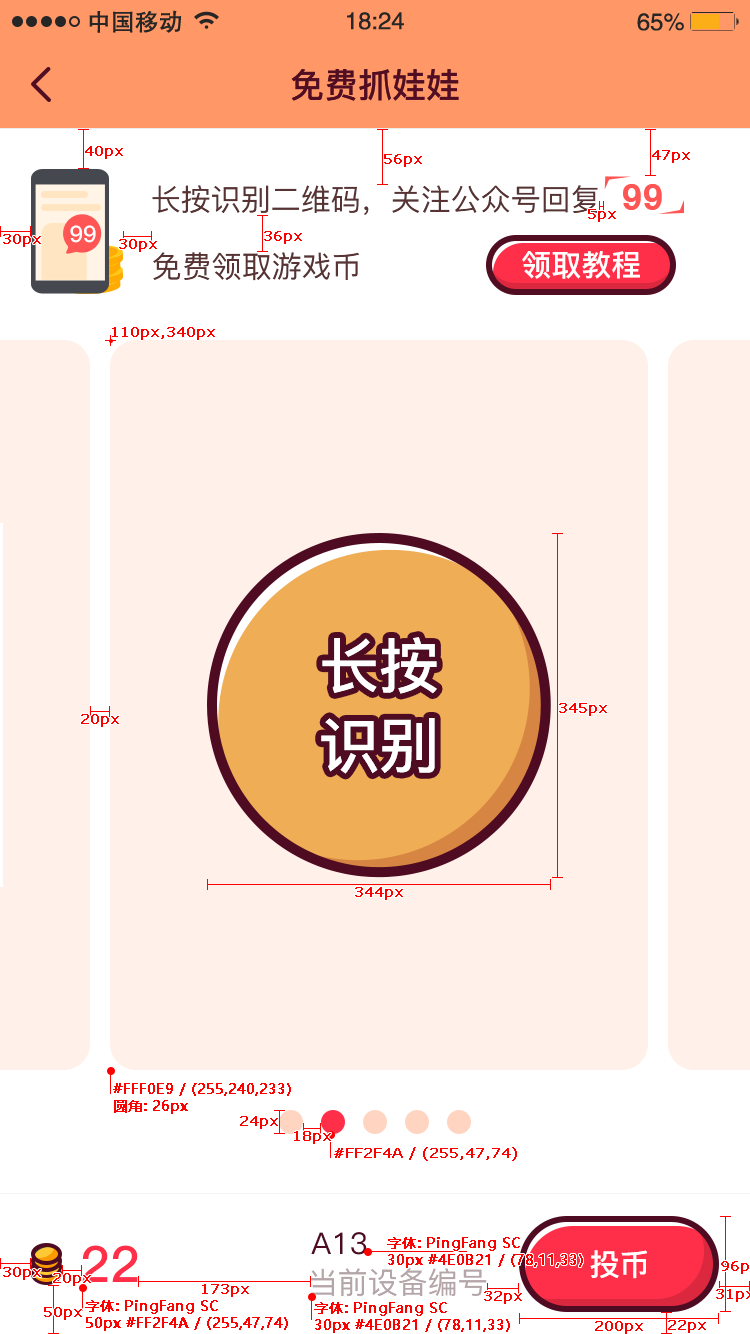 中国移动 18:24 65%
免费抓娃娃
40px 56px 47px
长按识别二维码，关注公众号回复 99
5px
99
30px 30px 36px
免费领取游戏币 领取教程
110px,340px
长按
识别
20px 345px
344px
#FFF0E9 / (255,240,233)
圆角: 26px
24px
18px
#FF2F4A / (255,47,74)
A13
字体: PingFang SC
30px #4E0B21 / (78,11,33)
22
投币
30px 20px
当前设备编号
96p
173px 32px 31px
50px
字体: PingFang SC
50px #FF2F4A / (255,47,74)
字体: PingFang SC
30px #4E0B21 / (78,11,33)
200px 22px